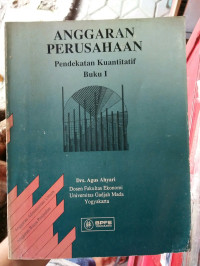 ANGGARAN
PERUSAHAAN
Pendekatan Kuantitatif
Buku I
Drs. Agus Ahyari
Dosen Fakultas Ekonomi
Universitas Gadjah Mada
Yogyakarta
BPFE